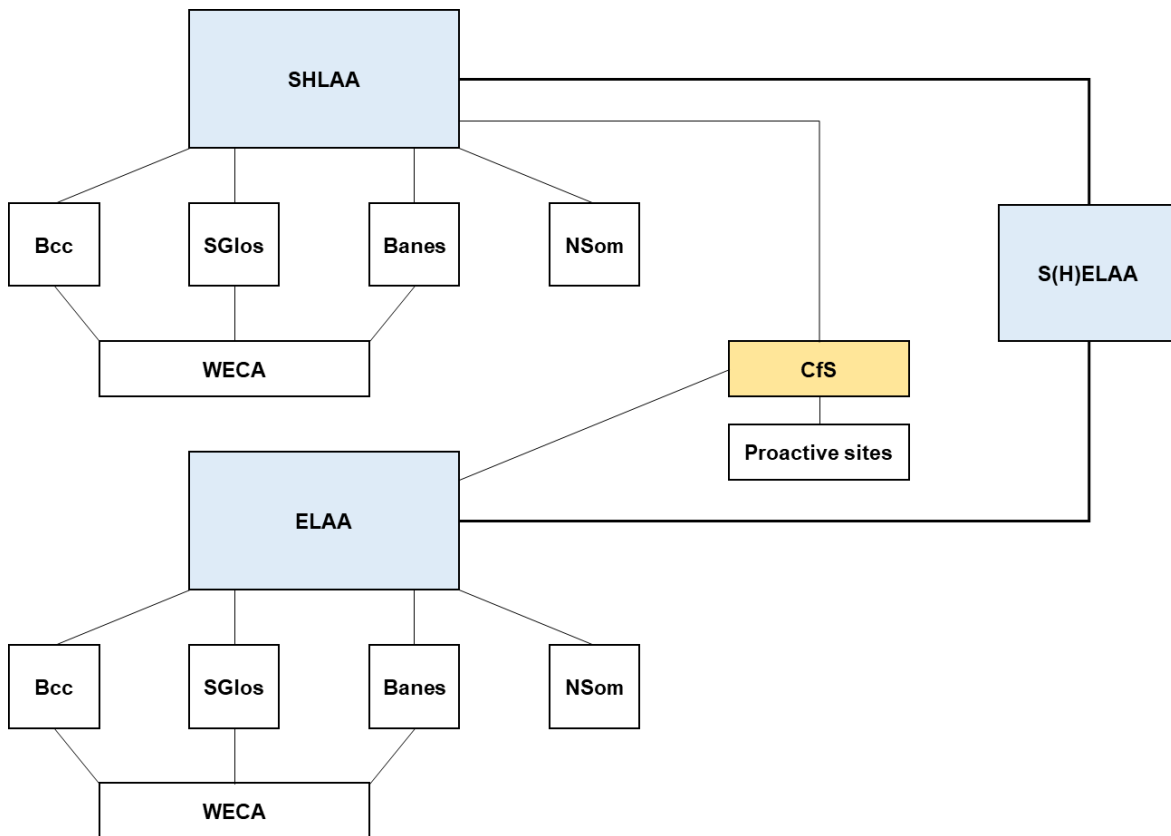 SHLAA
Bcc
SGlos
Banes
NSom
S(H)ELAA
WECA
CfS
Proactive sites
ELAA
Bcc
SGlos
Banes
NSom
WECA